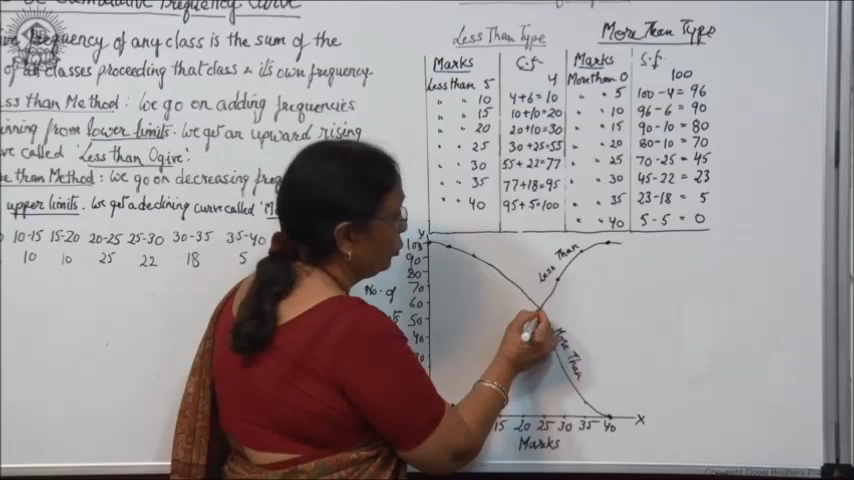 Cumulative Frequency Curve
frequency of any class is the sum of the
classes proceeding that class & its own frequency.
Less than Method: We go on adding frequencies
from lower limits. We get an upward rising
called 'Less than Ogive'.
than Method: We go on decreasing
upper limits. We get a declining curve called
10-15 15-20 20-25 25-30 30-35 35-40
10 10 25 22 18 5
Less Than Type More Than Type
Marks c.f Marks c.f.
Less than 5 4 More than 0 100
" " 10 4+6=10 " " 5 100-4=96
" " 15 10+10=20 " " 10 96-6=90
" " 20 20+10=30 " " 15 90-10=80
" " 25 30+25=55 " " 20 80-10=70
" " 30 55+22=77 " " 25 70-25=45
" " 35 77+18=95 " " 30 45-22=23
" " 40 95+5=100 " " 35 23-18=5
" " 40 5-5=0
Y
90
80
70
60
50
40
No. of
Less Than
More Than
15 20 25 30 35 40 X
Marks